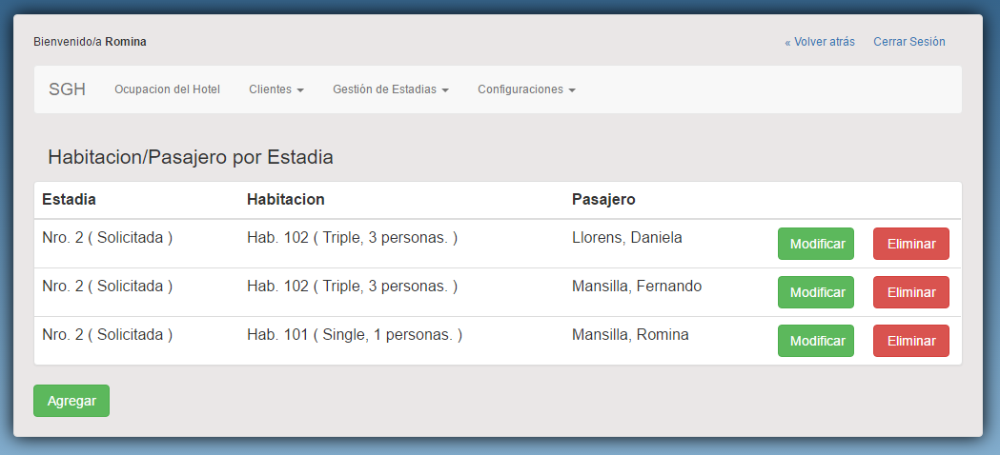 Bienvenido/a Romina « Volver atrás Cerrar Sesión
SGH Ocupacion del Hotel Clientes Gestión de Estadias Configuraciones
Habitacion/Pasajero por Estadia
Estadia Habitacion Pasajero
Nro. 2 ( Solicitada ) Hab. 102 ( Triple, 3 personas. ) Llorens, Daniela Modificar Eliminar
Nro. 2 ( Solicitada ) Hab. 102 ( Triple, 3 personas. ) Mansilla, Fernando Modificar Eliminar
Nro. 2 ( Solicitada ) Hab. 101 ( Single, 1 personas. ) Mansilla, Romina Modificar Eliminar
Agregar